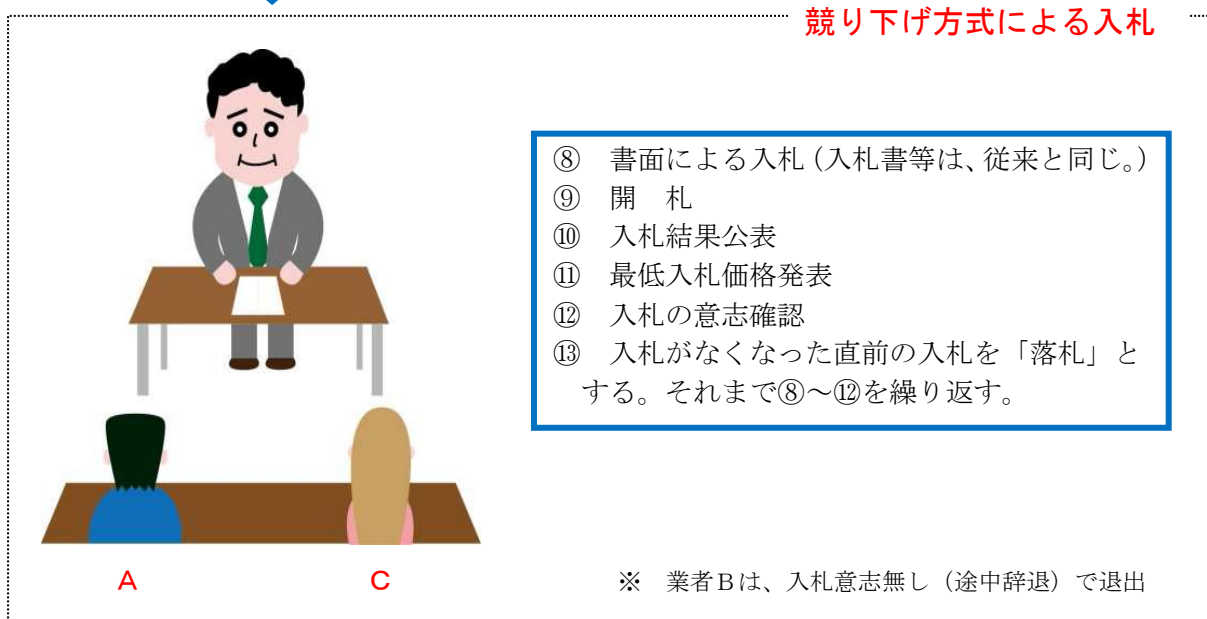 競り下げ方式による入札
⑧　書面による入札（入札書等は、従来と同じ。）
⑨　開　札
⑩　入札結果公表
⑪　最低入札価格発表
⑫　入札の意志確認
⑬　入札がなくなった直前の入札を「落札」と
する。それまで⑧～⑫を繰り返す。
A　C
※　業者Bは、入札意志無し（途中辞退）で退出